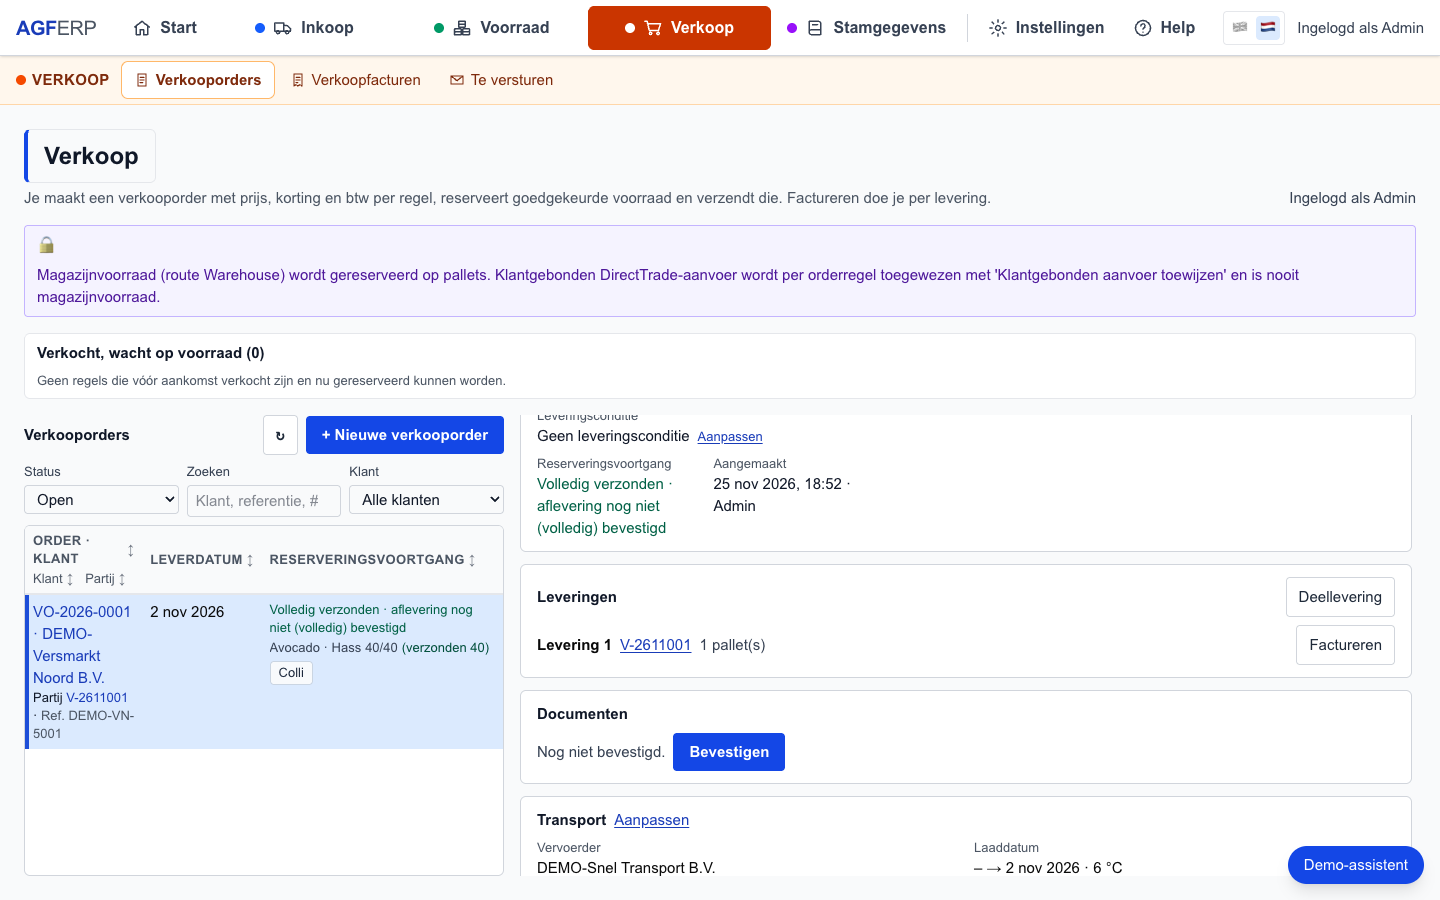 AGFERP
Start
Inkoop
Voorraad
Verkoop
Stamgegevens
Instellingen
Help
Ingelogd als Admin
VERKOOP
Verkooporders
Verkoopfacturen
Te versturen
Verkoop
Je maakt een verkooporder met prijs, korting en btw per regel, reserveert goedgekeurde voorraad en verzendt die. Factureren doe je per levering.
Ingelogd als Admin
Magazijnvoorraad (route Warehouse) wordt gereserveerd op pallets. Klantgebonden DirectTrade-aanvoer wordt per orderregel toegewezen met 'Klantgebonden aanvoer toewijzen' en is nooit
magazijnvoorraad.
Verkocht, wacht op voorraad (0)
Geen regels die vóór aankomst verkocht zijn en nu gereserveerd kunnen worden.
Verkooporders
↻
+ Nieuwe verkooporder
Status
Zoeken
Klant
Open
Klant, referentie, #
Alle klanten
ORDER ·
KLANT ↕
Klant ↕ Partij ↕
LEVERDATUM ↕
RESERVERINGSVOORTGANG ↕
VO-2026-0001
· DEMO-
Versmarkt
Noord B.V.
Partij V-2611001
· Ref. DEMO-VN-
5001
2 nov 2026
Volledig verzonden · aflevering nog
niet (volledig) bevestigd
Avocado · Hass 40/40 (verzonden 40)
Colli
Leveringsconditie
Geen leveringsconditie Aanpassen
Reserveringsvoortgang
Volledig verzonden ·
aflevering nog niet
(volledig) bevestigd
Aangemaakt
25 nov 2026, 18:52 ·
Admin
Leveringen
Deellevering
Levering 1 V-2611001 1 pallet(s)
Factureren
Documenten
Nog niet bevestigd.
Bevestigen
Transport Aanpassen
Vervoerder
DEMO-Snel Transport B.V.
Laaddatum
– → 2 nov 2026 · 6 °C
Demo-assistent